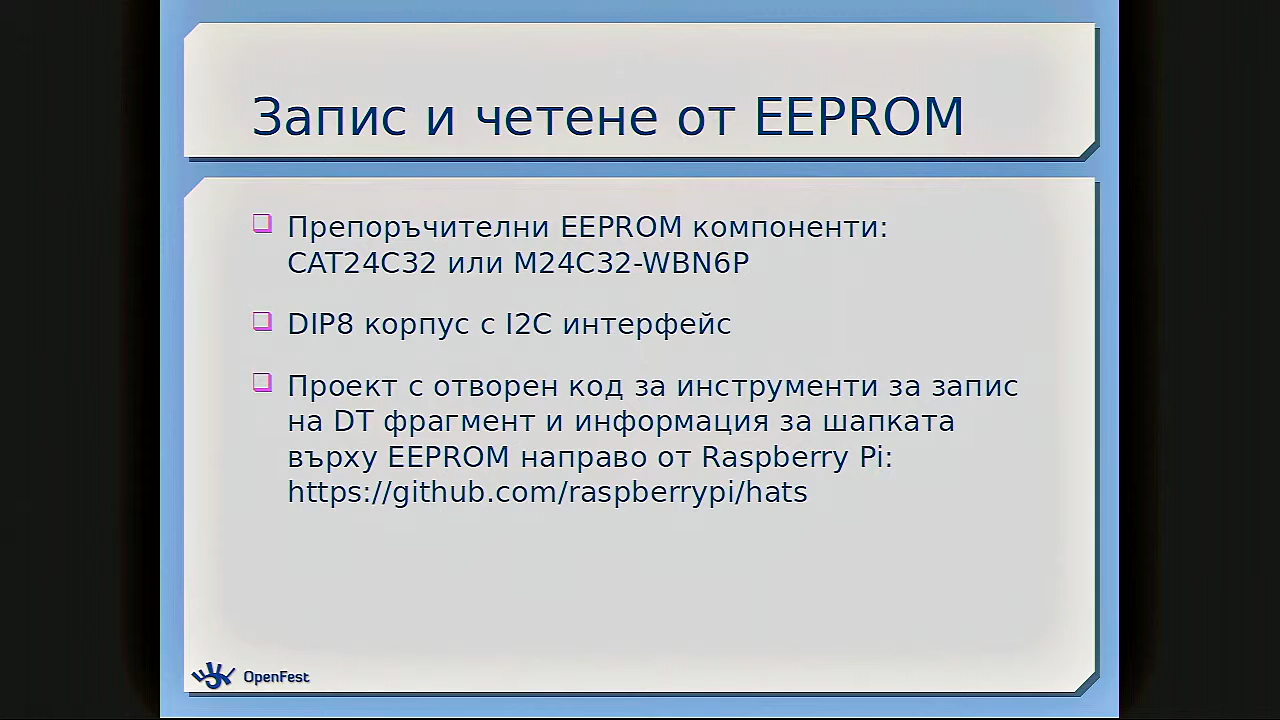 Запис и четене от EEPROM
Препоръчителни EEPROM компоненти:
CAT24C32 или M24C32-WBN6P
DIP8 корпус с I2C интерфейс
Проект с отворен код за инструменти за запис
на DT фрагмент и информация за шапката
върху EEPROM направо от Raspberry Pi:
https://github.com/raspberrypi/hats
OpenFest